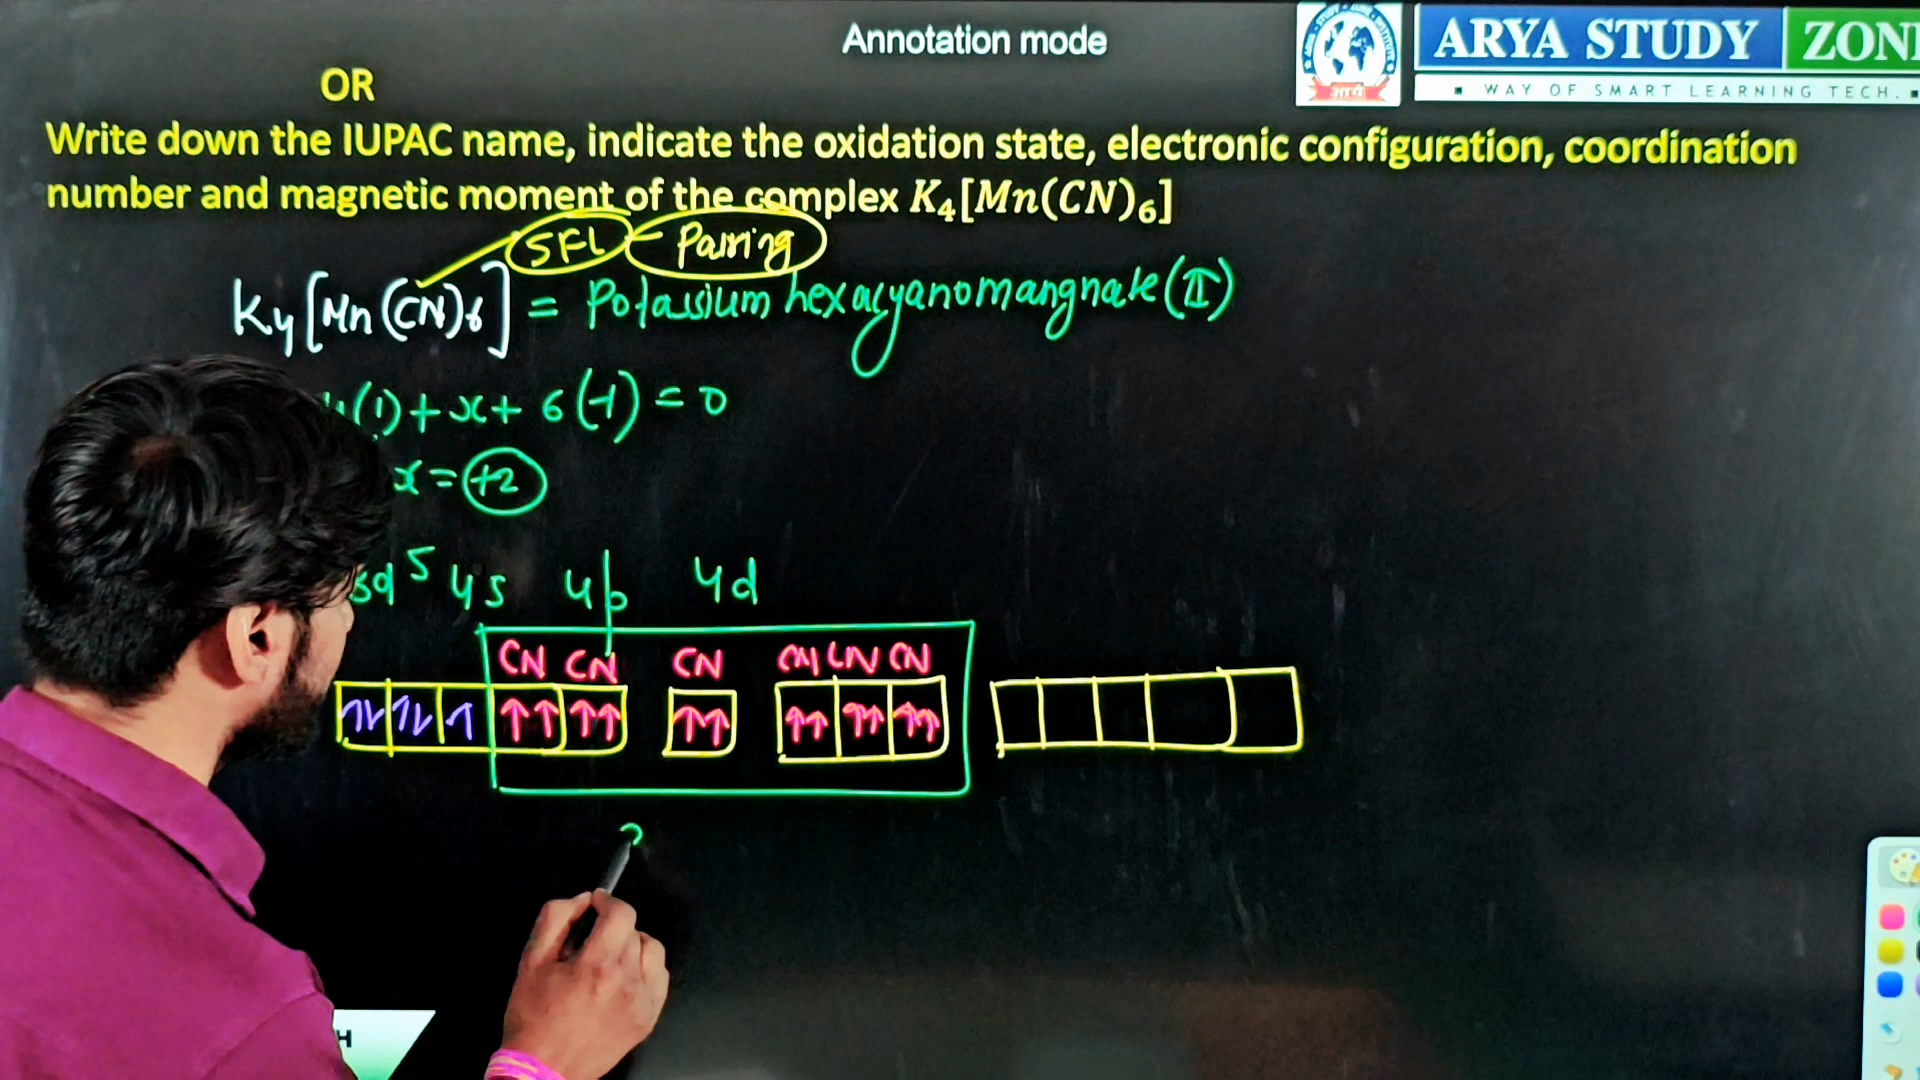 Annotation mode
ARYA STUDY ZON
WAY OF SMART LEARNING TECH.
OR
Write down the IUPAC name, indicate the oxidation state, electronic configuration, coordination
number and magnetic moment of the complex K₄[Mn(CN)₆]
SFL - Pairing
K4[Mn(CN)6] = Potassium hexacyanomangnate(II)
4(1)+x+ 6(-1) = 0
x = +2
3d⁵ 4s 4p 4d
CN CN CN CN CN CN
↑↓ ↑↓ ↑ ↑↑ ↑↑ ↑↑ ↑↑ ↑↑ ↑↑
H